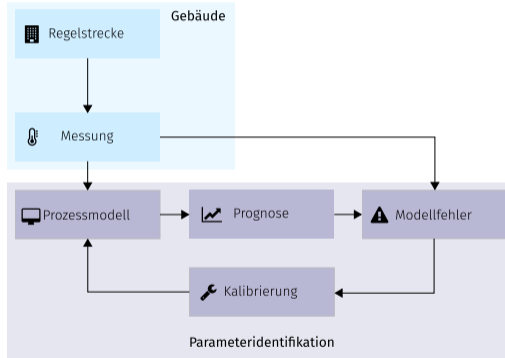 Gebäude
Regelstrecke
Messung
Prozessmodell
Prognose
Modellfehler
Kalibrierung
Parameteridentifikation